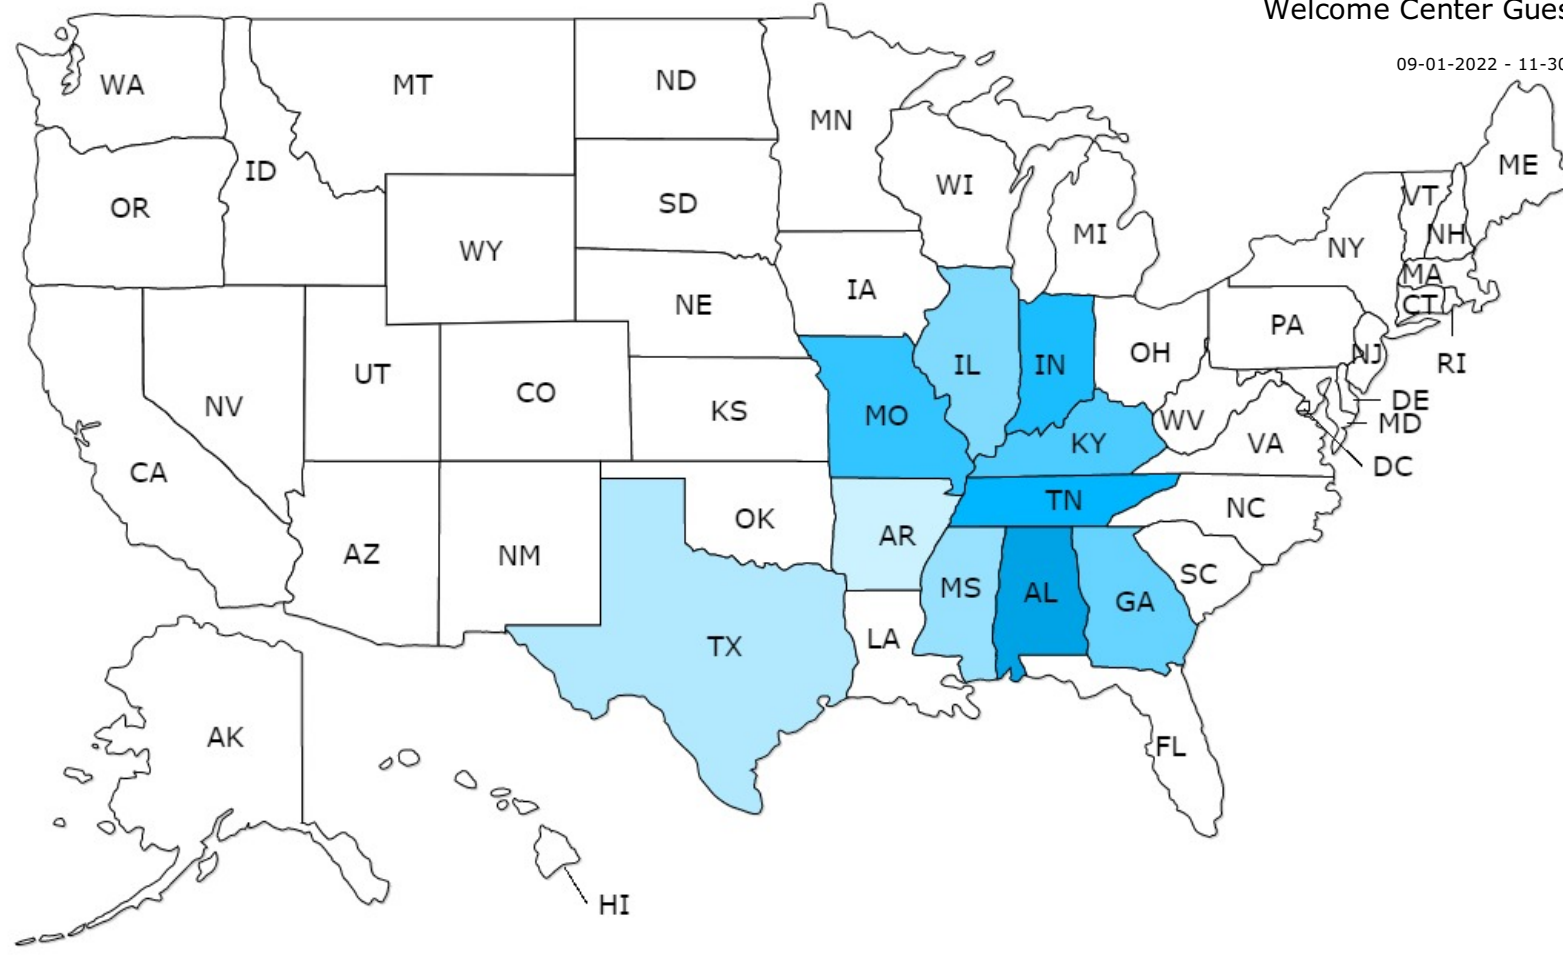 Welcome Center Gues
09-01-2022 - 11-30
WA
MT
ND
MN
OR
ID
SD
WI
MI
ME
VT
NH
NY
WY
IA
NE
MA
CT
PA
RI
NV
UT
CO
KS
MO
IL
IN
OH
NJ
DE
MD
DC
WV
VA
KY
CA
AZ
NM
OK
AR
TN
NC
SC
MS
AL
GA
TX
LA
FL
AK
HI